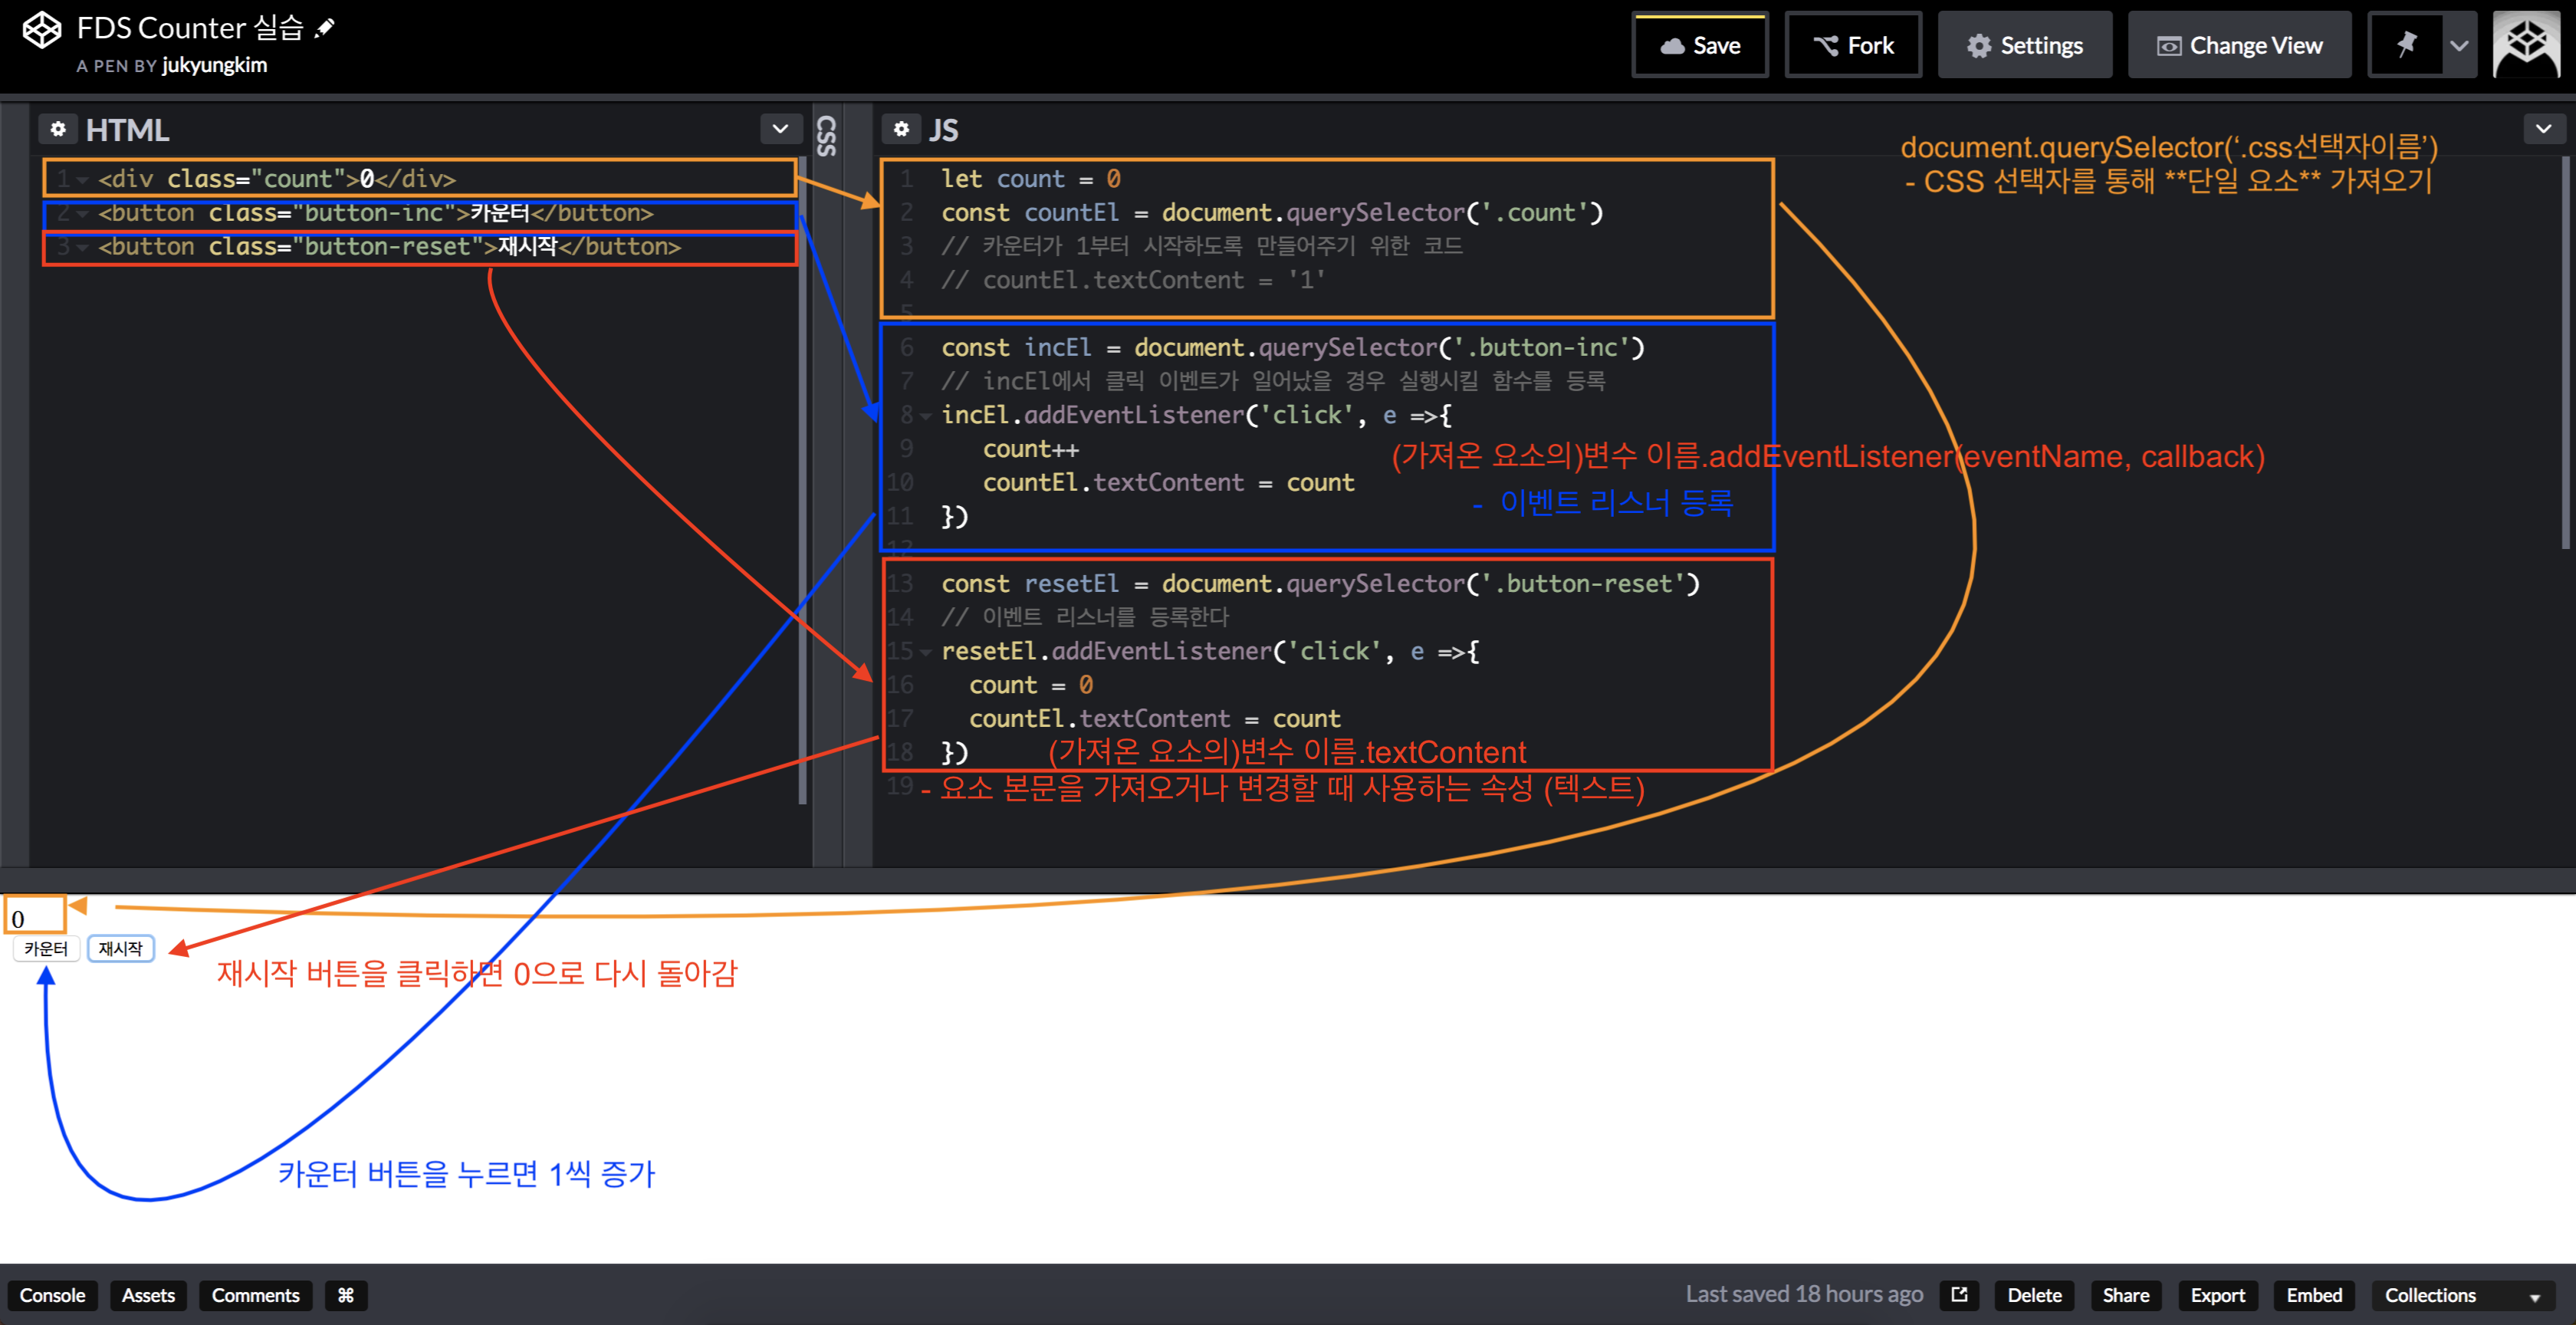 FDS Counter 실습
A PEN BY jukyungkim
Save
Fork
Settings
Change View
HTML
1 <div class="count">0</div>
2 <button class="button-inc">카운터</button>
3 <button class="button-reset">재시작</button>
CSS
JS
1 let count = 0
2 const countEl = document.querySelector('.count')
3 // 카운터가 1부터 시작하도록 만들어주기 위한 코드
4 // countEl.textContent = '1'
5
6 const incEl = document.querySelector('.button-inc')
7 // incEl에서 클릭 이벤트가 일어났을 경우 실행시킬 함수를 등록
8 incEl.addEventListener('click', e =>{
9 count++
10 countEl.textContent = count
11 })
12
13 const resetEl = document.querySelector('.button-reset')
14 // 이벤트 리스너를 등록한다
15 resetEl.addEventListener('click', e =>{
16 count = 0
17 countEl.textContent = count
18 })
19
document.querySelector(‘.css선택자이름’)
- CSS 선택자를 통해 **단일 요소** 가져오기
(가져온 요소의)변수 이름.addEventListener(eventName, callback)
- 이벤트 리스너 등록
(가져온 요소의)변수 이름.textContent
- 요소 본문을 가져오거나 변경할 때 사용하는 속성 (텍스트)
0
카운터
재시작
재시작 버튼을 클릭하면 0으로 다시 돌아감
카운터 버튼을 누르면 1씩 증가
Console
Assets
Comments
⌘
Last saved 18 hours ago
Delete
Share
Export
Embed
Collections